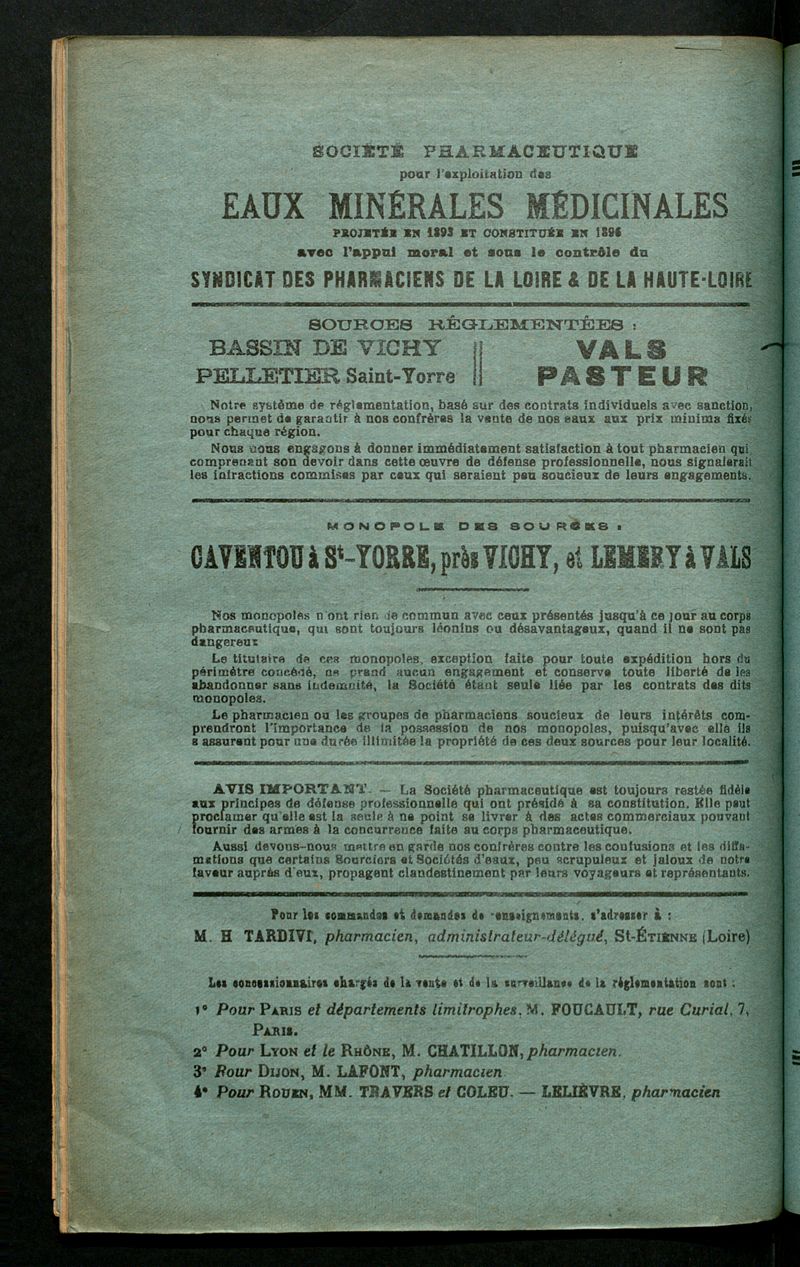 SOCIÉTÉ PHARMACEUTIQUE
pour l'exploitation des
EAUX MINÉRALES MÉDICINALES
PROJETÉE EN 1893 ET CONSTITUÉE EN 1896
avec l'appui moral et sous le contrôle du
SYNDICAT DES PHARMACIENS DE LA LOIRE & DE LA HAUTE-LOIRE
SOURCES RÉGLEMENTÉES :
BASSIN DE VICHY
PELLETIER Saint-Yorre
VALS
PASTEUR
Notre système de réglementation, basé sur des contrats individuels avec sanction,
nous permet de garantir à nos confrères la vente de nos eaux aux prix minima fixés
pour chaque région.
Nous nous engagons à donner immédiatement satisfaction à tout pharmacien qui
comprenant son devoir dans cette œuvre de défense professionnelle, nous signalerait
les infractions commises par ceux qui seraient peu soucieux de leurs engagements.
MONOPOLE DES SOURCES :
CAVENTOU à St-YORRE, près VICHY, et LEMERY à VALS
Nos monopoles n'ont rien de commun avec ceux présentés jusqu'à ce jour au corps
pharmaceutique, qui sont toujours léonins ou désavantageux, quand il ne sont pas
dangereux
Le titulaire de ces monopoles, exception faite pour toute expédition hors du
périmètre concédé, ne prend aucun engagement et conserve toute liberté de les
abandonner sans indemnité, la Société étant seule liée par les contrats des dits
monopoles.
Le pharmacien ou les groupes de pharmaciens soucieux de leurs intérêts com-
prendront l'importance de la possession de nos monopoles, puisqu'avec elle ils
s assurent pour une durée illimitée la propriété de ces deux sources pour leur localité.
AVIS IMPORTANT. — La Société pharmaceutique est toujours restée fidèle
aux principes de défense professionnelle qui ont présidé à sa constitution. Elle peut
proclamer qu'elle est la seule à ne point se livrer à des actes commerciaux pouvant
fournir des armes à la concurrence faite au corps pharmaceutique.
Aussi devons-nous mettre en garde nos confrères contre les confusions et les diffa-
mations que certains Sourciers et Sociétés d'eaux, peu scrupuleux et jaloux de notre
faveur auprès d'eux, propagent clandestinement par leurs voyageurs et représentants.
Pour les commandes et demandes de renseignements, s'adresser à :
M. H TARDIVI, pharmacien, administrateur-délégué, St-ÉTIENNE (Loire)
Les concessionnaires chargés de la vente et de la surveillance de la réglementation sont :
1° Pour PARIS et départements limitrophes, M. FOUCAULT, rue Curial, 7,
PARIS.
2° Pour LYON et le RHÔNE, M. CHATILLON, pharmacien.
3° Pour DIJON, M. LAFONT, pharmacien
4° Pour ROUEN, MM. TRAVERS et COLEU. — LELIÈVRE, pharmacien